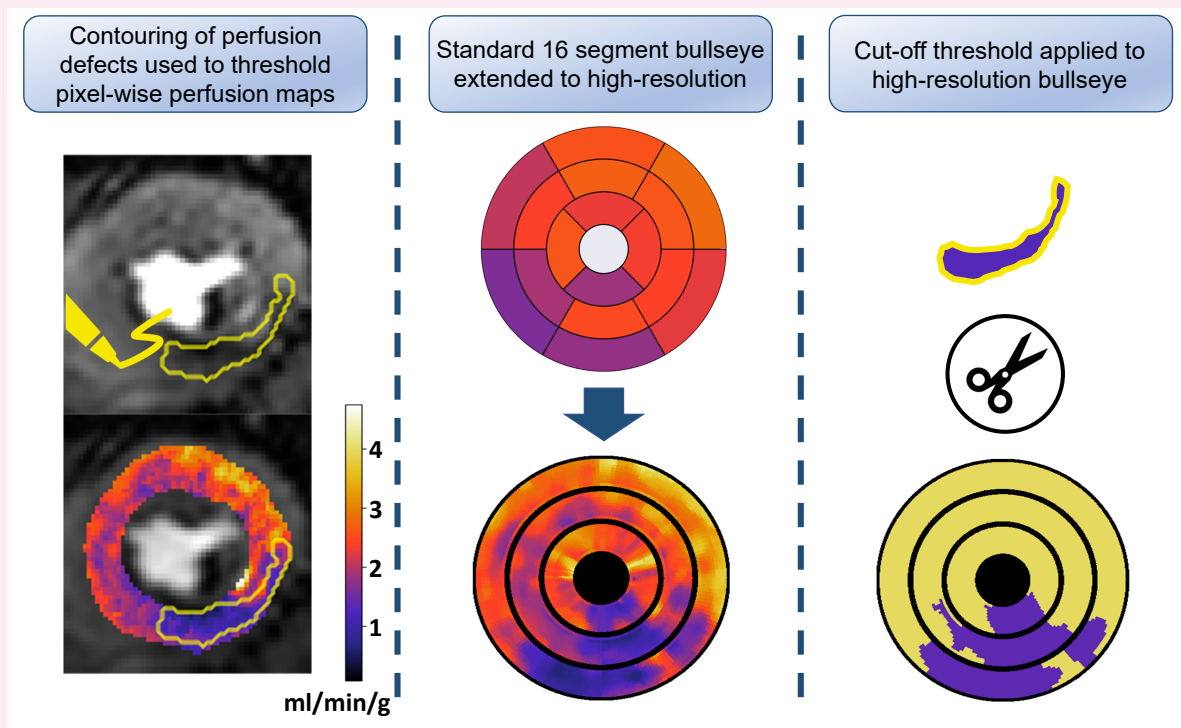 Contouring of perfusion
defects used to threshold
pixel-wise perfusion maps
Standard 16 segment bullseye
extended to high-resolution
Cut-off threshold applied to
high-resolution bullseye
4
3
2
1
ml/min/g